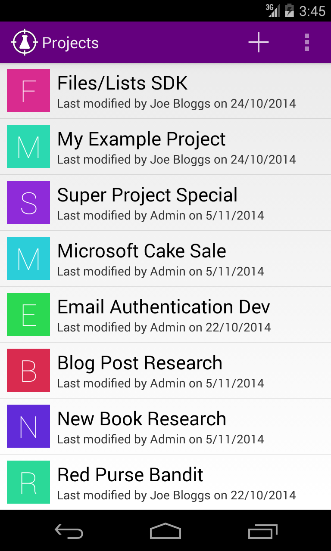 3G 3:45
Projects
F
Files/Lists SDK
Last modified by Joe Bloggs on 24/10/2014
M
My Example Project
Last modified by Joe Bloggs on 24/10/2014
S
Super Project Special
Last modified by Admin on 5/11/2014
M
Microsoft Cake Sale
Last modified by Admin on 5/11/2014
E
Email Authentication Dev
Last modified by Admin on 22/10/2014
B
Blog Post Research
Last modified by Admin on 5/11/2014
N
New Book Research
Last modified by Admin on 5/11/2014
R
Red Purse Bandit
Last modified by Joe Bloggs on 22/10/2014